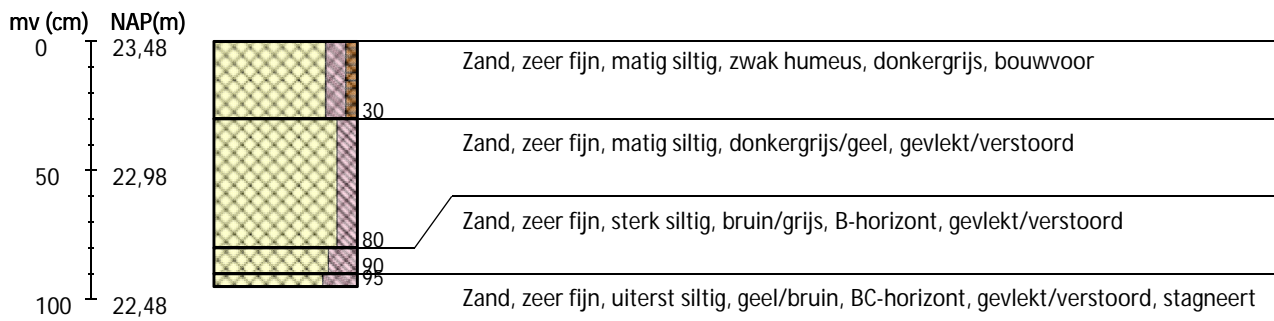 mv (cm) NAP(m)
0 23,48
Zand, zeer fijn, matig siltig, zwak humeus, donkergrijs, bouwvoor
30
Zand, zeer fijn, matig siltig, donkergrijs/geel, gevlekt/verstoord
50 22,98
Zand, zeer fijn, sterk siltig, bruin/grijs, B-horizont, gevlekt/verstoord
80
90
95
100 22,48
Zand, zeer fijn, uiterst siltig, geel/bruin, BC-horizont, gevlekt/verstoord, stagneert